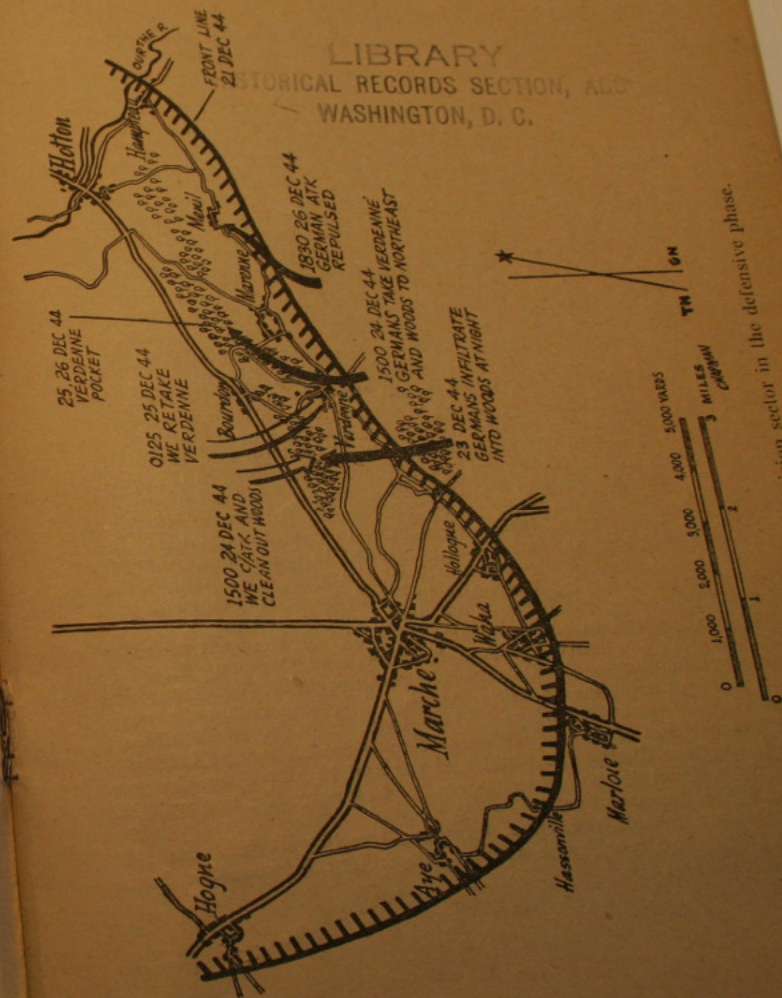 LIBRARY
STORICAL RECORDS SECTION,
WASHINGTON, D. C.
OURTHE R
FRONT LINE
21 DEC 44
Hotton
Hampteau
Menil
1830 26 DEC 44
GERMAN ATK
REPULSED
Marenne
25, 26 DEC 44
VERDENNE
POCKET
1500 24 DEC 44
GERMANS TAKE VERDENNE
AND WOODS TO NORTHEAST
0125 25 DEC 44
WE RETAKE
VERDENNE
Bourdon
Verdenne
23 DEC 44
GERMANS INFILTRATE
INTO WOODS AT NIGHT
1500 24 DEC 44
WE C/ATK AND
CLEAN OUT WOODS
Hollogne
Waha
Marche
Marloie
Hassonville
Aye
Hogne
TN
GN
0
1,000
2,000
3,000
4,000
5,000 YARDS
0
1
2
3 MILES
CHAPMAN
sector in the defensive phase.